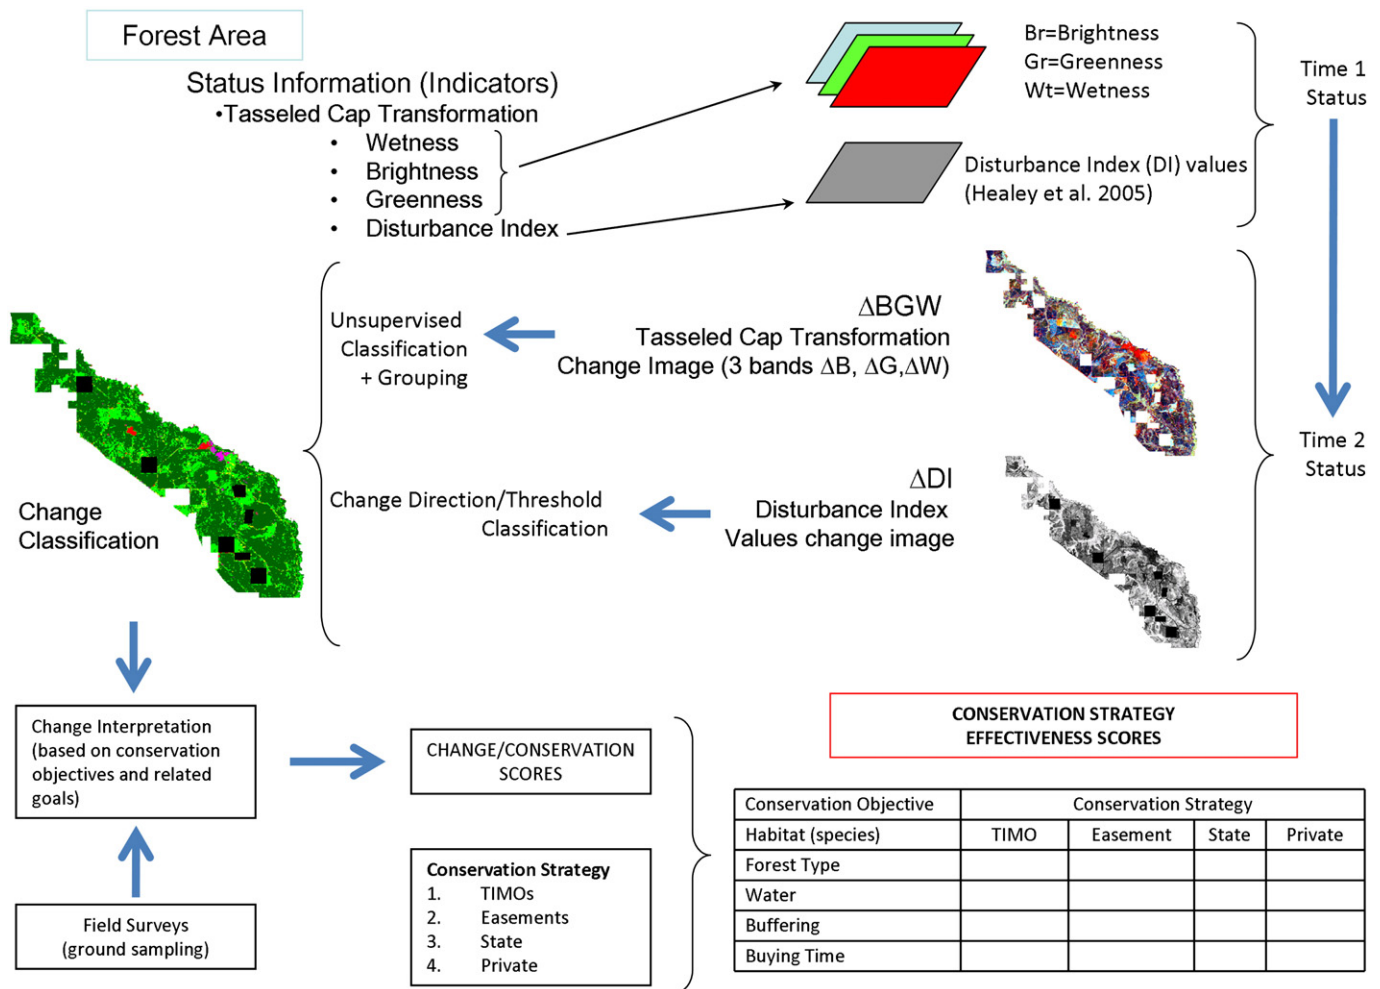 Forest Area
Status Information (Indicators)
•Tasseled Cap Transformation
• Wetness
• Brightness
• Greenness
• Disturbance Index
Br=Brightness
Gr=Greenness
Wt=Wetness
Disturbance Index (DI) values
(Healey et al. 2005)
Time 1
Status
Time 2
Status
ΔBGW
Tasseled Cap Transformation
Change Image (3 bands ΔB, ΔG,ΔW)
Unsupervised
Classification
+ Grouping
ΔDI
Disturbance Index
Values change image
Change Direction/Threshold
Classification
Change
Classification
Change Interpretation
(based on conservation
objectives and related
goals)
Field Surveys
(ground sampling)
CHANGE/CONSERVATION
SCORES
Conservation Strategy
1. TIMOs
2. Easements
3. State
4. Private
CONSERVATION STRATEGY
EFFECTIVENESS SCORES
Conservation Objective Conservation Strategy
Habitat (species) TIMO Easement State Private
Forest Type
Water
Buffering
Buying Time